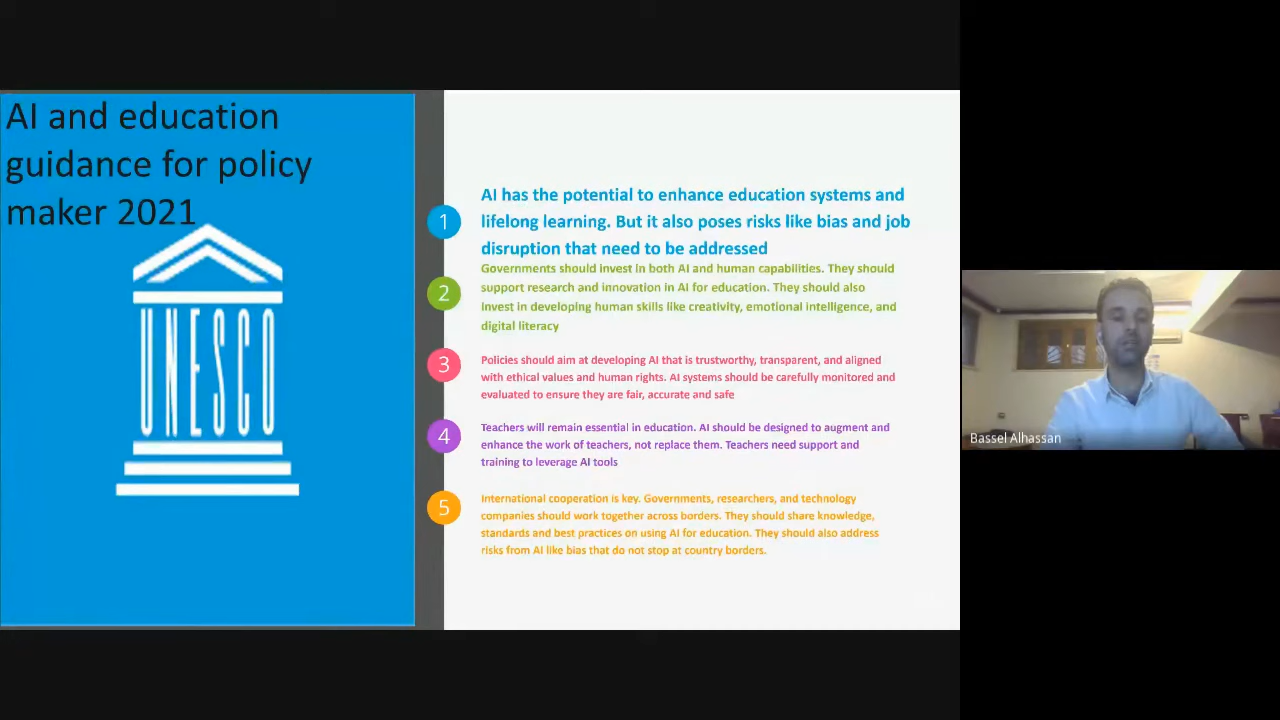 AI and education
guidance for policy
maker 2021
UNESCO
1
AI has the potential to enhance education systems and
lifelong learning. But it also poses risks like bias and job
disruption that need to be addressed
2
Governments should invest in both AI and human capabilities. They should
support research and innovation in AI for education. They should also
invest in developing human skills like creativity, emotional intelligence, and
digital literacy
3
Policies should aim at developing AI that is trustworthy, transparent, and aligned
with ethical values and human rights. AI systems should be carefully monitored and
evaluated to ensure they are fair, accurate and safe
4
Teachers will remain essential in education. AI should be designed to augment and
enhance the work of teachers, not replace them. Teachers need support and
training to leverage AI tools
5
International cooperation is key. Governments, researchers, and technology
companies should work together across borders. They should share knowledge,
standards and best practices on using AI for education. They should also address
risks from AI like bias that do not stop at country borders.
Bassel Alhassan